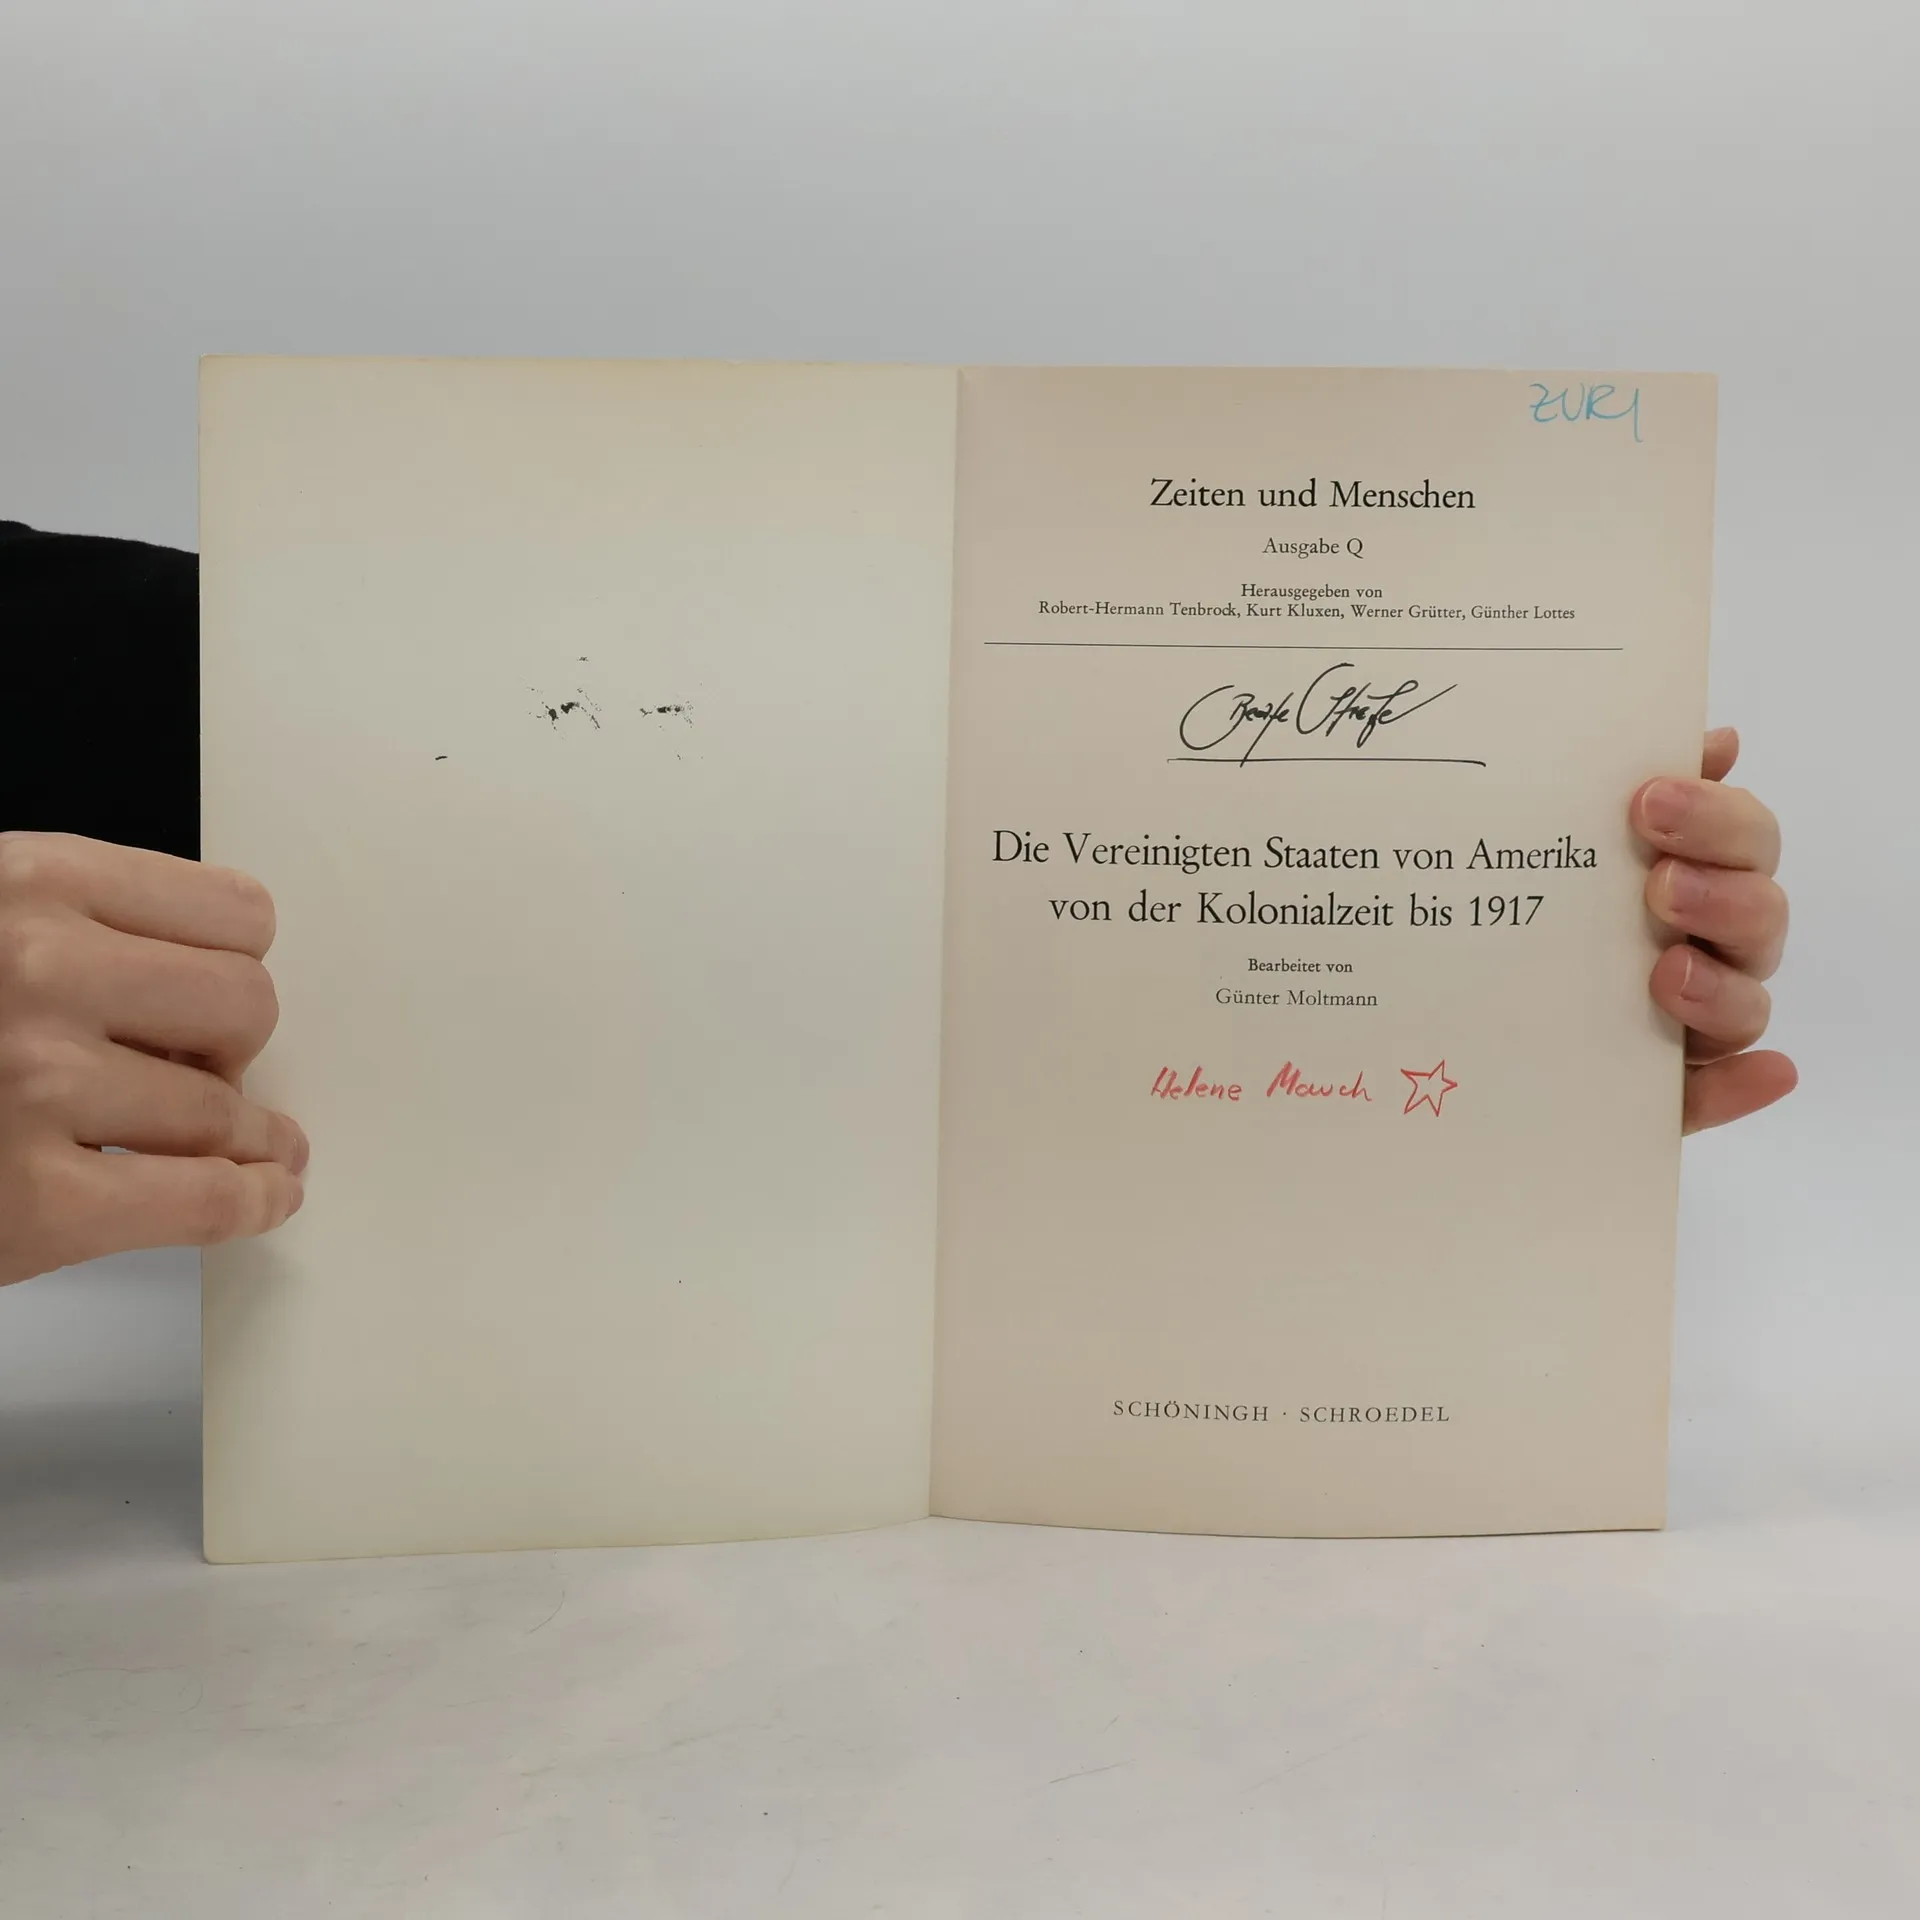 Zeiten und Menschen
Ausgabe Q
Herausgegeben von
Robert-Hermann Tenbrock, Kurt Kluxen, Werner Grütter, Günther Lottes
Die Vereinigten Staaten von Amerika
von der Kolonialzeit bis 1917
Bearbeitet von
Günter Moltmann
Helene Mauch
SCHÖNINGH · SCHROEDEL